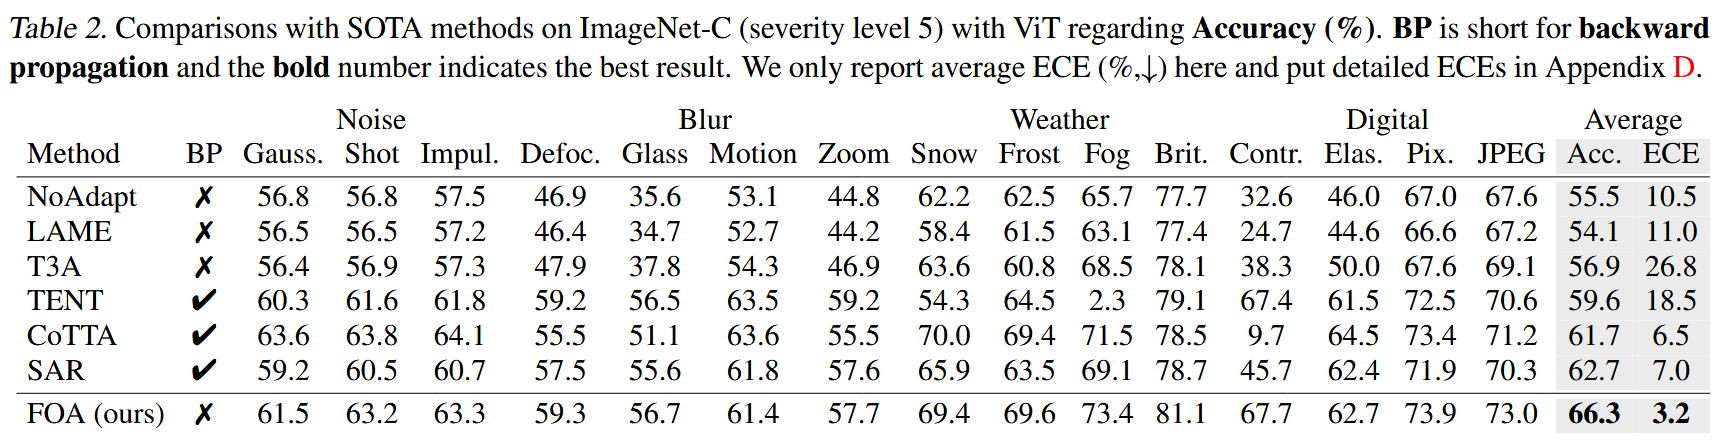 Table 2. Comparisons with SOTA methods on ImageNet-C (severity level 5) with ViT regarding Accuracy (%). BP is short for backward
propagation and the bold number indicates the best result. We only report average ECE (%,↓) here and put detailed ECEs in Appendix D.
Noise Blur Weather Digital Average
Method BP Gauss. Shot Impul. Defoc. Glass Motion Zoom Snow Frost Fog Brit. Contr. Elas. Pix. JPEG Acc. ECE
NoAdapt ✗ 56.8 56.8 57.5 46.9 35.6 53.1 44.8 62.2 62.5 65.7 77.7 32.6 46.0 67.0 67.6 55.5 10.5
LAME ✗ 56.5 56.5 57.2 46.4 34.7 52.7 44.2 58.4 61.5 63.1 77.4 24.7 44.6 66.6 67.2 54.1 11.0
T3A ✗ 56.4 56.9 57.3 47.9 37.8 54.3 46.9 63.6 60.8 68.5 78.1 38.3 50.0 67.6 69.1 56.9 26.8
TENT ✔ 60.3 61.6 61.8 59.2 56.5 63.5 59.2 54.3 64.5 2.3 79.1 67.4 61.5 72.5 70.6 59.6 18.5
CoTTA ✔ 63.6 63.8 64.1 55.5 51.1 63.6 55.5 70.0 69.4 71.5 78.5 9.7 64.5 73.4 71.2 61.7 6.5
SAR ✔ 59.2 60.5 60.7 57.5 55.6 61.8 57.6 65.9 63.5 69.1 78.7 45.7 62.4 71.9 70.3 62.7 7.0
FOA (ours) ✗ 61.5 63.2 63.3 59.3 56.7 61.4 57.7 69.4 69.6 73.4 81.1 67.7 62.7 73.9 73.0 66.3 3.2